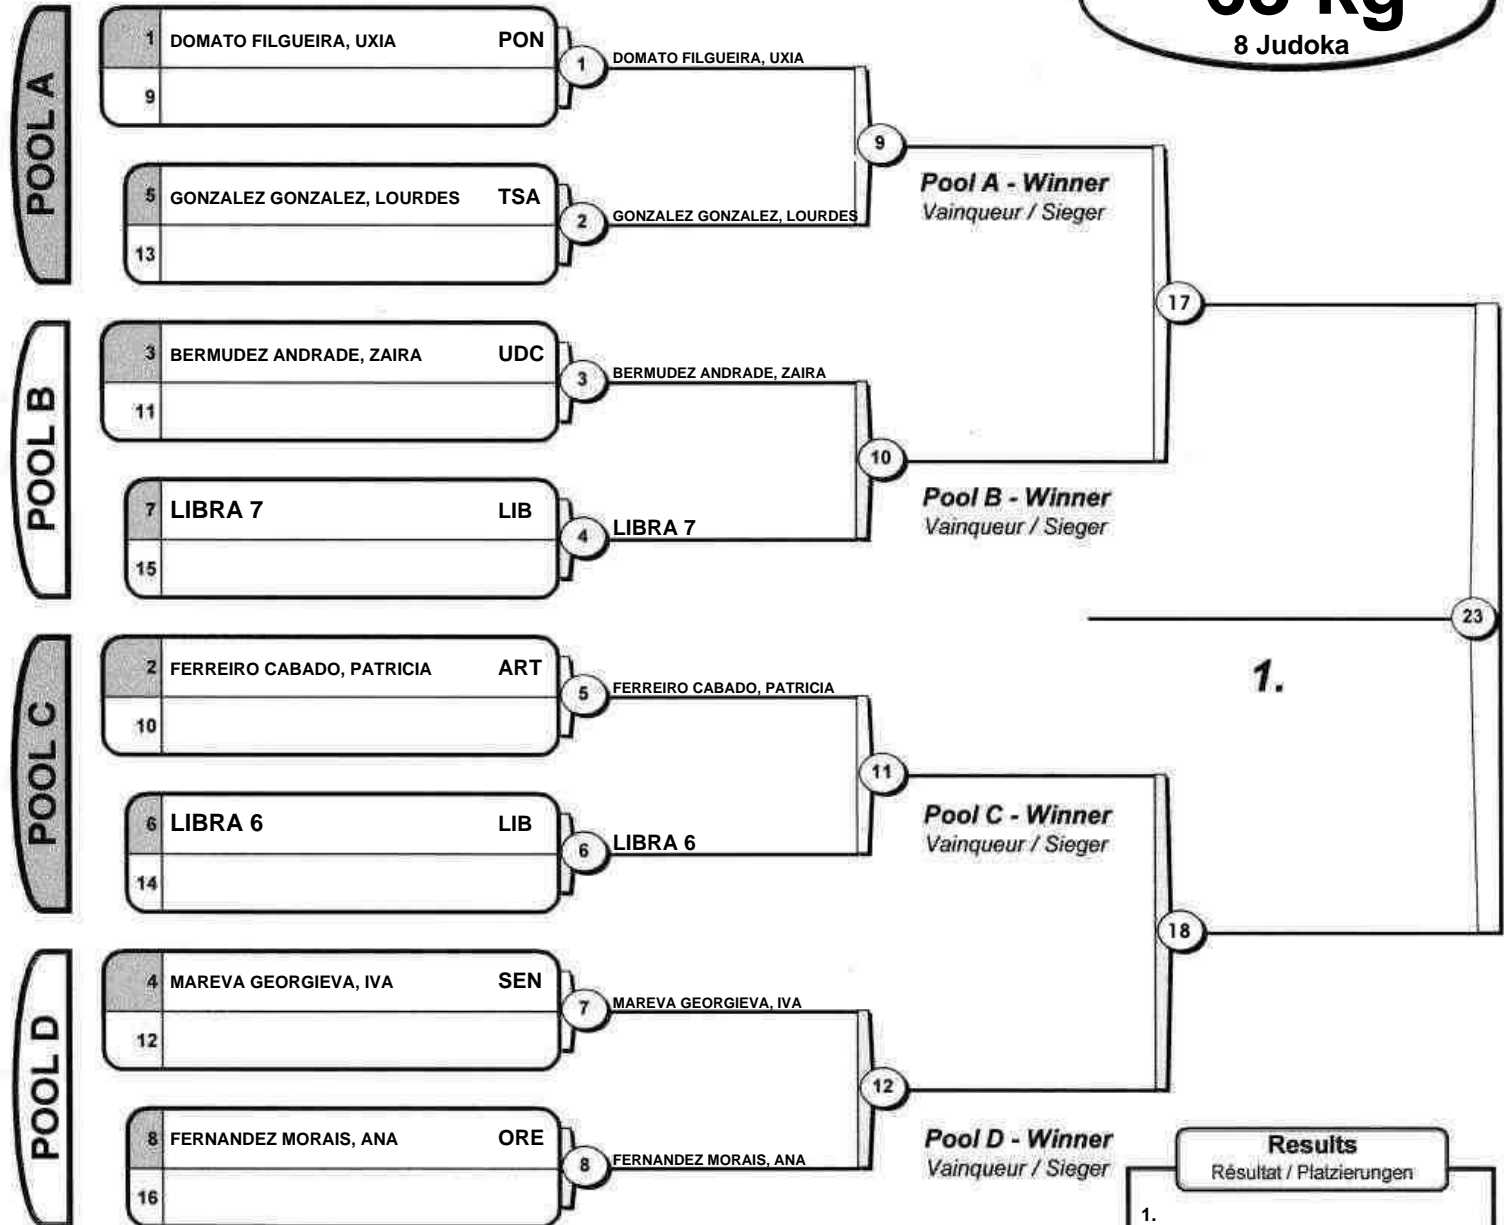 kg
8 Judoka
POOL A
1 DOMATO FILGUEIRA, UXIA PON
9
1
DOMATO FILGUEIRA, UXIA
5 GONZALEZ GONZALEZ, LOURDES TSA
13
2
GONZALEZ GONZALEZ, LOURDES
9
Pool A - Winner
Vainqueur / Sieger
POOL B
3 BERMUDEZ ANDRADE, ZAIRA UDC
11
3
BERMUDEZ ANDRADE, ZAIRA
7 LIBRA 7 LIB
15
4
LIBRA 7
10
Pool B - Winner
Vainqueur / Sieger
17
POOL C
2 FERREIRO CABADO, PATRICIA ART
10
5
FERREIRO CABADO, PATRICIA
6 LIBRA 6 LIB
14
6
LIBRA 6
11
Pool C - Winner
Vainqueur / Sieger
POOL D
4 MAREVA GEORGIEVA, IVA SEN
12
7
MAREVA GEORGIEVA, IVA
8 FERNANDEZ MORAIS, ANA ORE
16
8
FERNANDEZ MORAIS, ANA
12
Pool D - Winner
Vainqueur / Sieger
18
23
1.
Results
Résultat / Platzierungen
1.